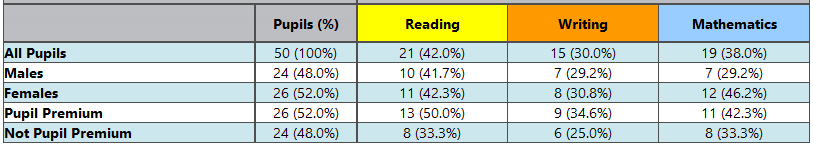 Pupils (%) Reading Writing Mathematics
All Pupils 50 (100%) 21 (42.0%) 15 (30.0%) 19 (38.0%)
Males 24 (48.0%) 10 (41.7%) 7 (29.2%) 7 (29.2%)
Females 26 (52.0%) 11 (42.3%) 8 (30.8%) 12 (46.2%)
Pupil Premium 26 (52.0%) 13 (50.0%) 9 (34.6%) 11 (42.3%)
Not Pupil Premium 24 (48.0%) 8 (33.3%) 6 (25.0%) 8 (33.3%)